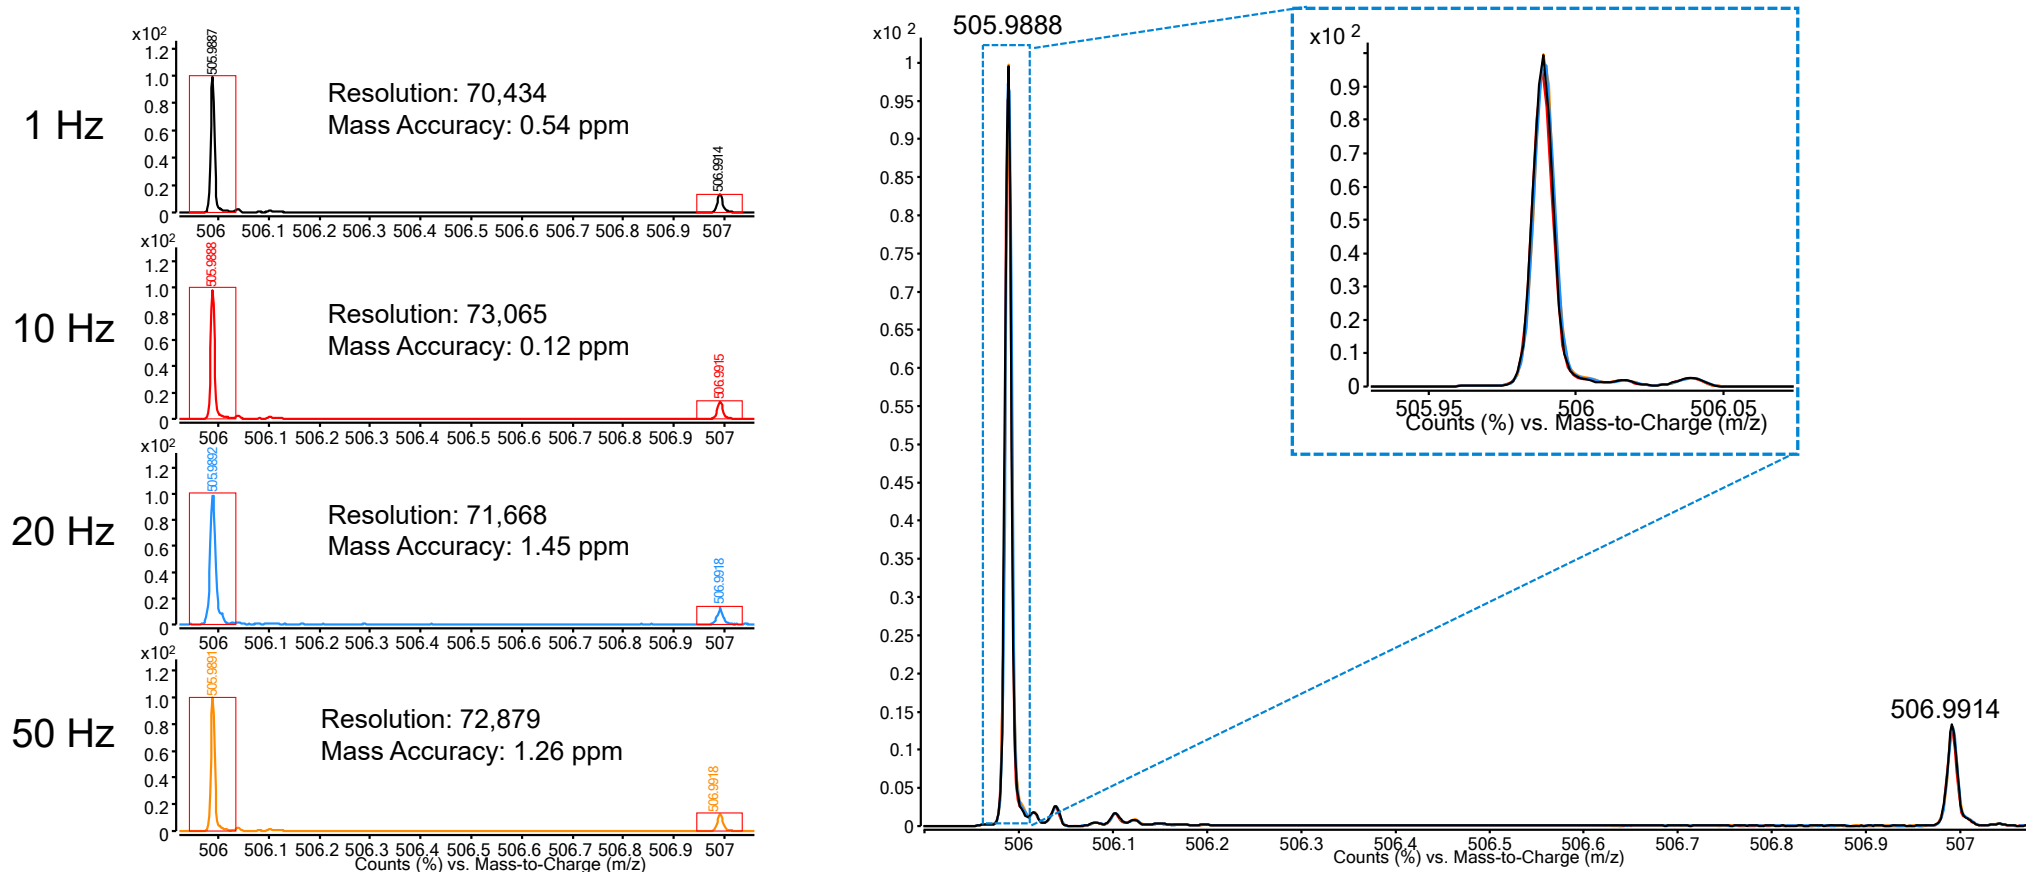 1 Hz
x10²
1.2
1.0
0.8
0.6
0.4
0.2
0
505.9887
Resolution: 70,434
Mass Accuracy: 0.54 ppm
506.9914
506 506.1 506.2 506.3 506.4 506.5 506.6 506.7 506.8 506.9 507
10 Hz
x10²
1.2
1.0
0.8
0.6
0.4
0.2
0
505.9888
Resolution: 73,065
Mass Accuracy: 0.12 ppm
506.9915
506 506.1 506.2 506.3 506.4 506.5 506.6 506.7 506.8 506.9 507
20 Hz
x10²
1.2
1.0
0.8
0.6
0.4
0.2
0
505.9892
Resolution: 71,668
Mass Accuracy: 1.45 ppm
506.9918
506 506.1 506.2 506.3 506.4 506.5 506.6 506.7 506.8 506.9 507
50 Hz
x10²
1.2
1.0
0.8
0.6
0.4
0.2
0
505.9891
Resolution: 72,879
Mass Accuracy: 1.26 ppm
506.9918
506 506.1 506.2 506.3 506.4 506.5 506.6 506.7 506.8 506.9 507
Counts (%) vs. Mass-to-Charge (m/z)
x10 ²
505.9888
1
0.95
0.9
0.85
0.8
0.75
0.7
0.65
0.6
0.55
0.5
0.45
0.4
0.35
0.3
0.25
0.2
0.15
0.1
0.05
0
506.9914
506 506.1 506.2 506.3 506.4 506.5 506.6 506.7 506.8 506.9 507
Counts (%) vs. Mass-to-Charge (m/z)
x10 ²
0.9
0.8
0.7
0.6
0.5
0.4
0.3
0.2
0.1
0
505.95 506 506.05
Counts (%) vs. Mass-to-Charge (m/z)